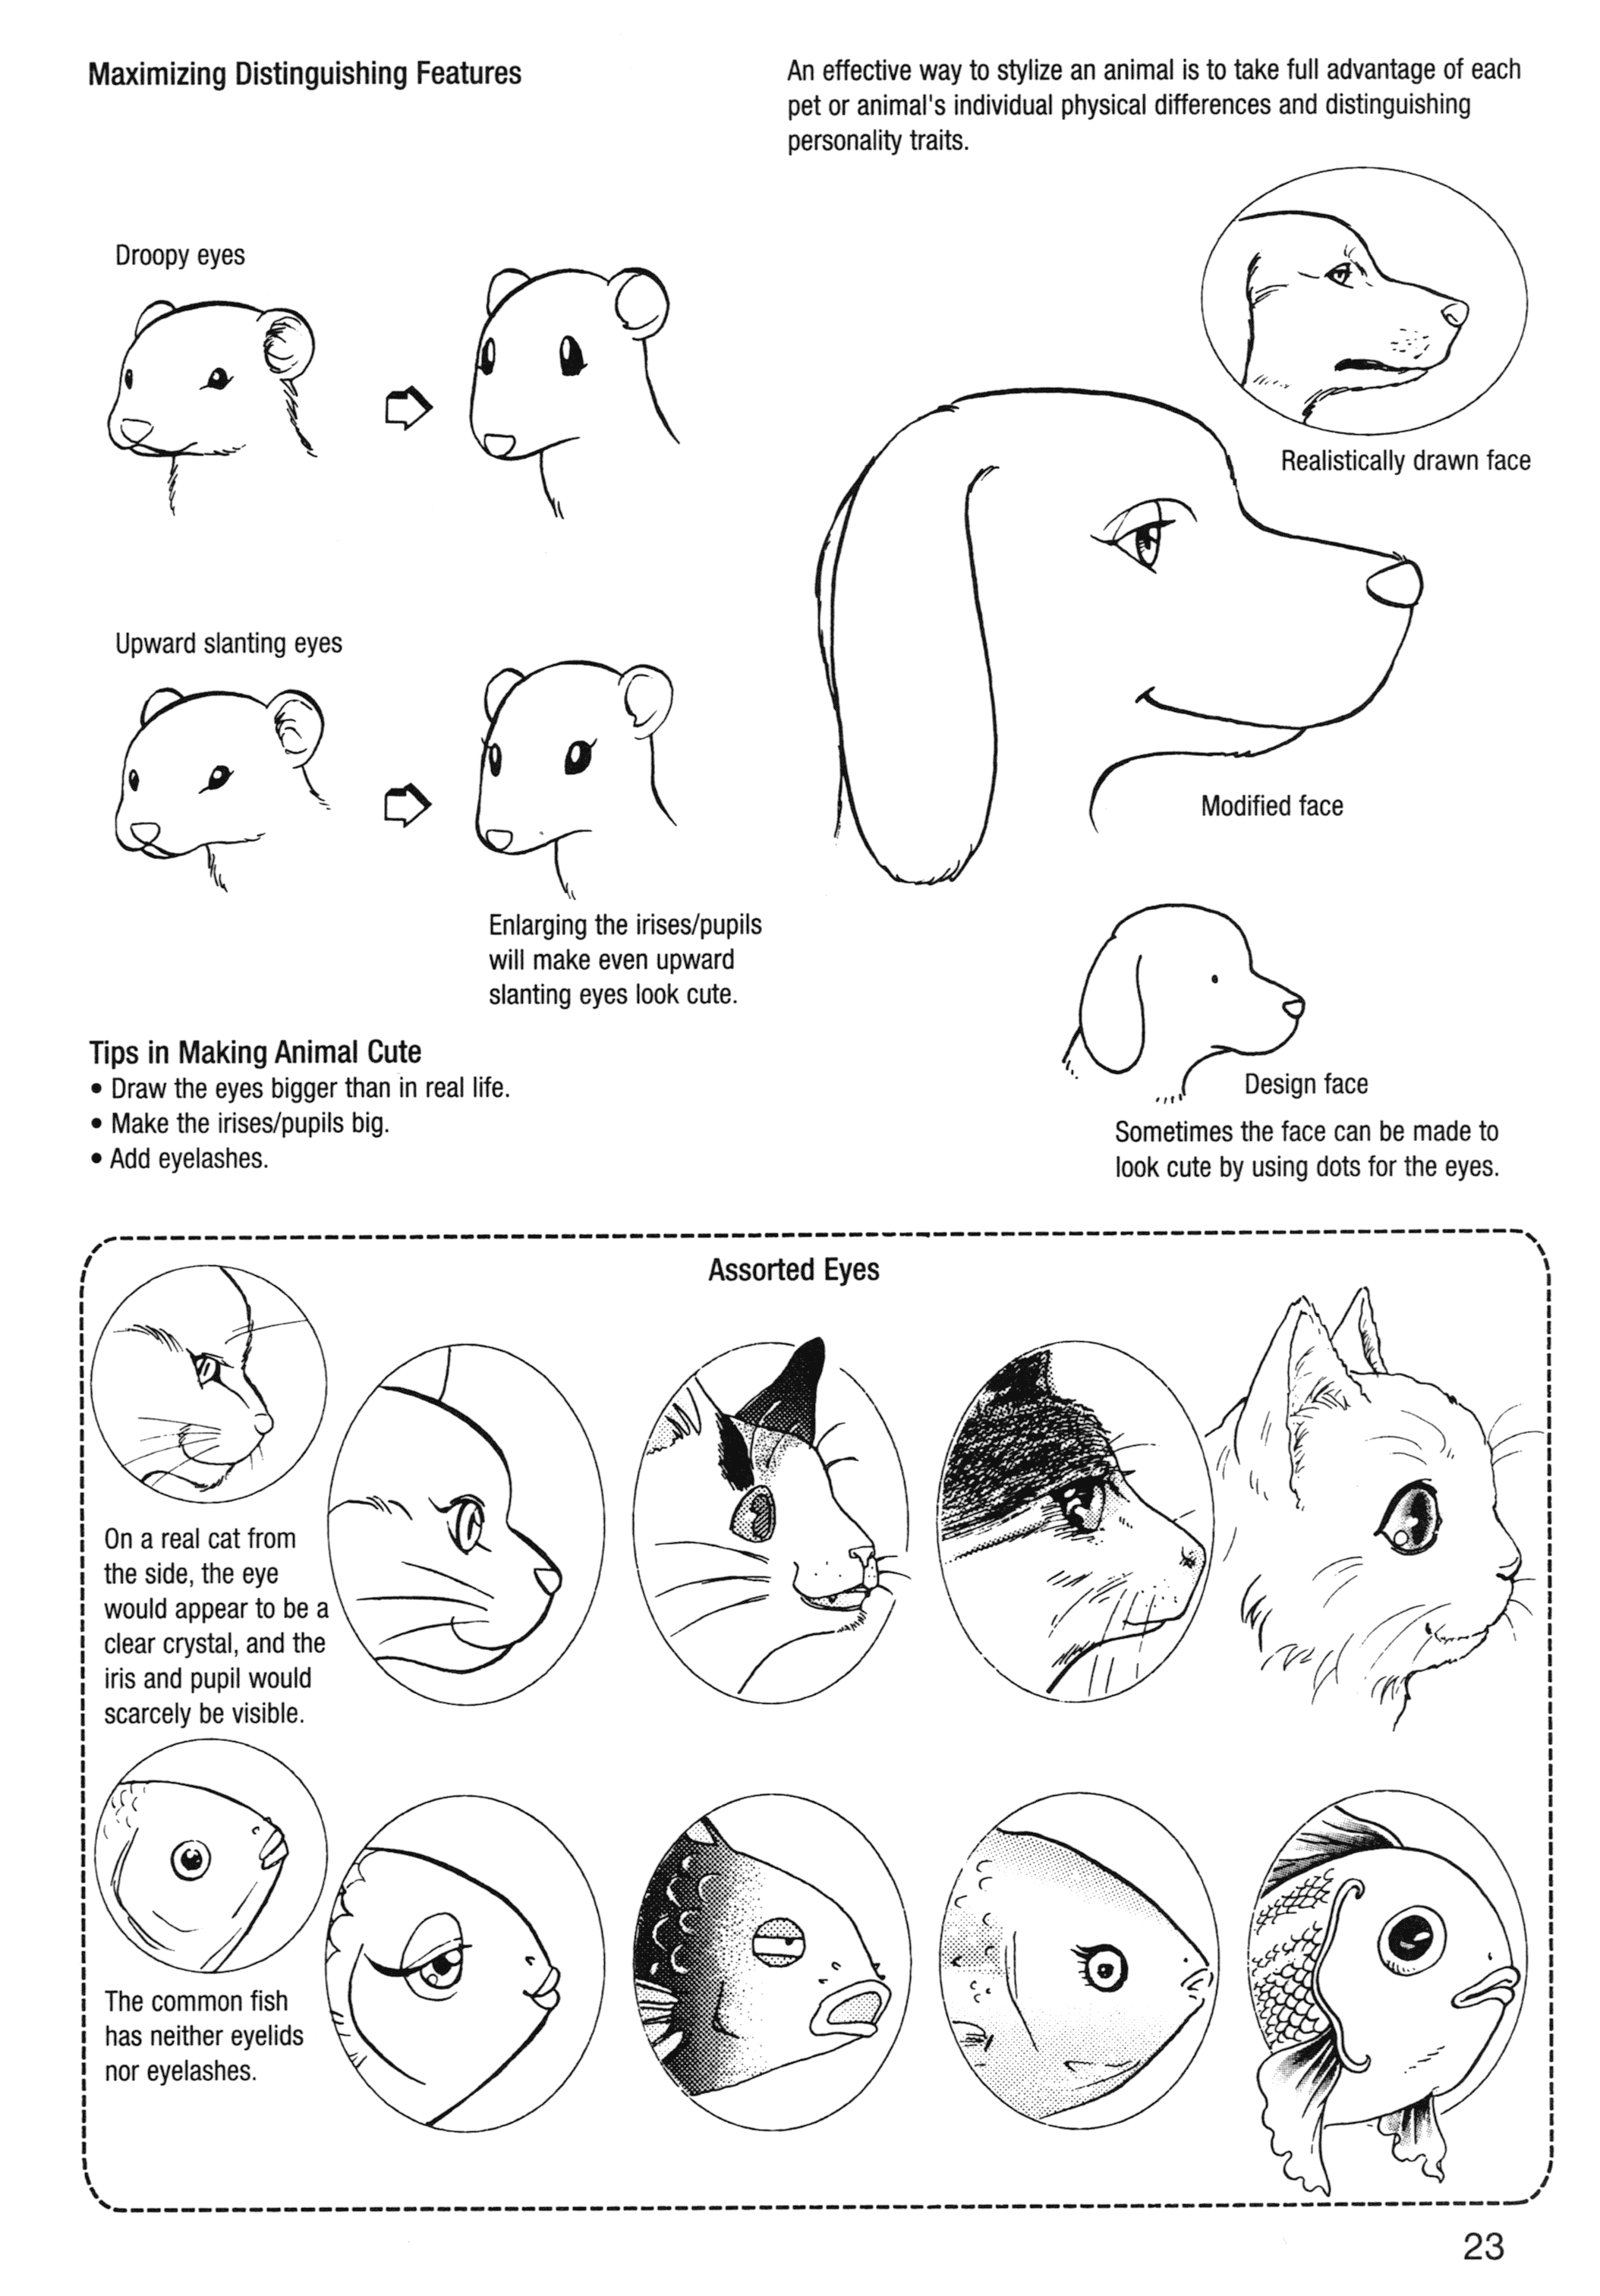 Maximizing Distinguishing Features
An effective way to stylize an animal is to take full advantage of each
pet or animal's individual physical differences and distinguishing
personality traits.
Droopy eyes
Realistically drawn face
Upward slanting eyes
Modified face
Enlarging the irises/pupils
will make even upward
slanting eyes look cute.
Tips in Making Animal Cute
• Draw the eyes bigger than in real life.
• Make the irises/pupils big.
• Add eyelashes.
Design face
Sometimes the face can be made to
look cute by using dots for the eyes.
Assorted Eyes
On a real cat from
the side, the eye
would appear to be a
clear crystal, and the
iris and pupil would
scarcely be visible.
The common fish
has neither eyelids
nor eyelashes.
23